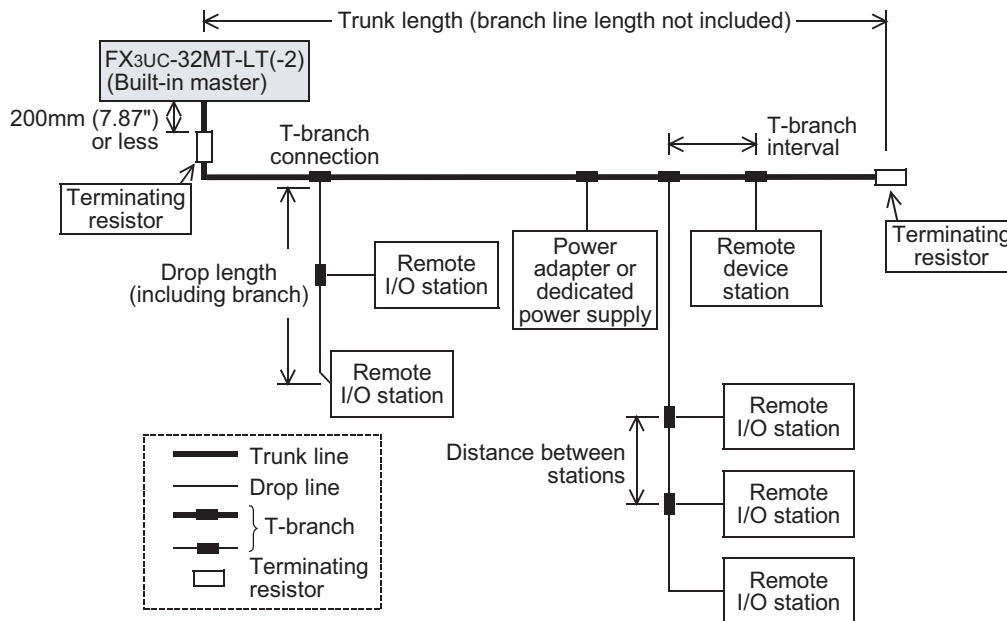 Trunk length (branch line length not included)
FX3UC-32MT-LT(-2)
(Built-in master)
200mm (7.87")
or less
T-branch
connection
T-branch
interval
Terminating
resistor
Terminating
resistor
Drop length
(including branch)
Remote
I/O station
Power
adapter or
dedicated
power supply
Remote
device
station
Remote
I/O station
Remote
I/O station
Distance between
stations
Remote
I/O station
Remote
I/O station
Trunk line
Drop line
T-branch
Terminating
resistor